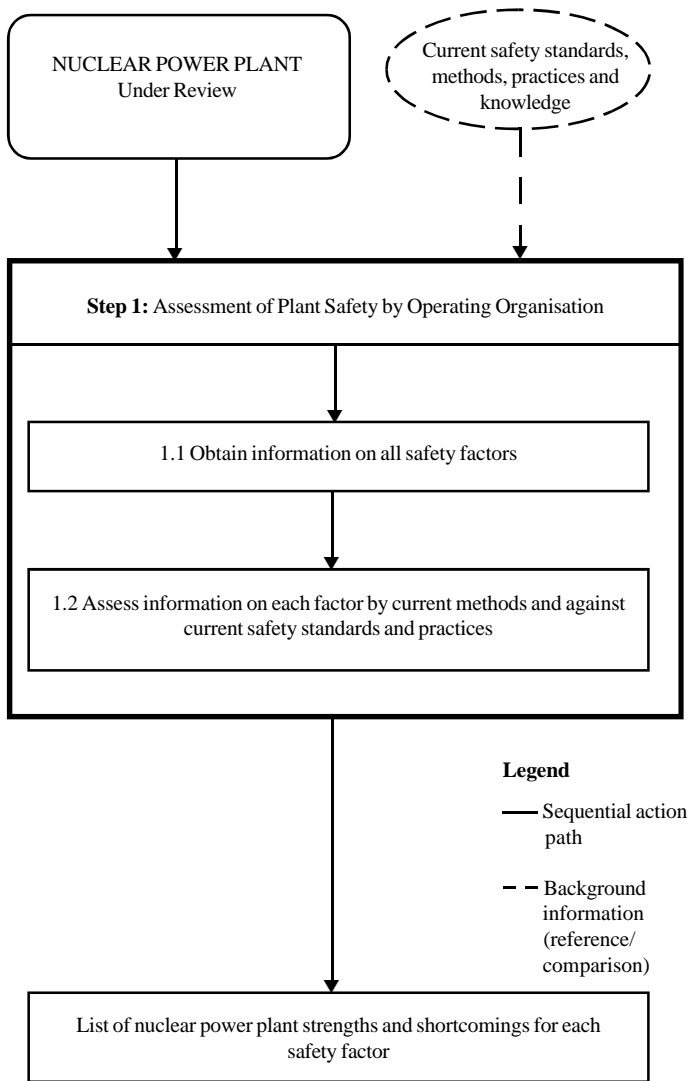 NUCLEAR POWER PLANT
Under Review
Current safety standards,
methods, practices and
knowledge
Step 1: Assessment of Plant Safety by Operating Organisation
1.1 Obtain information on all safety factors
1.2 Assess information on each factor by current methods and against
current safety standards and practices
Legend
Sequential action
path
Background
information
(reference/
comparison)
List of nuclear power plant strengths and shortcomings for each
safety factor